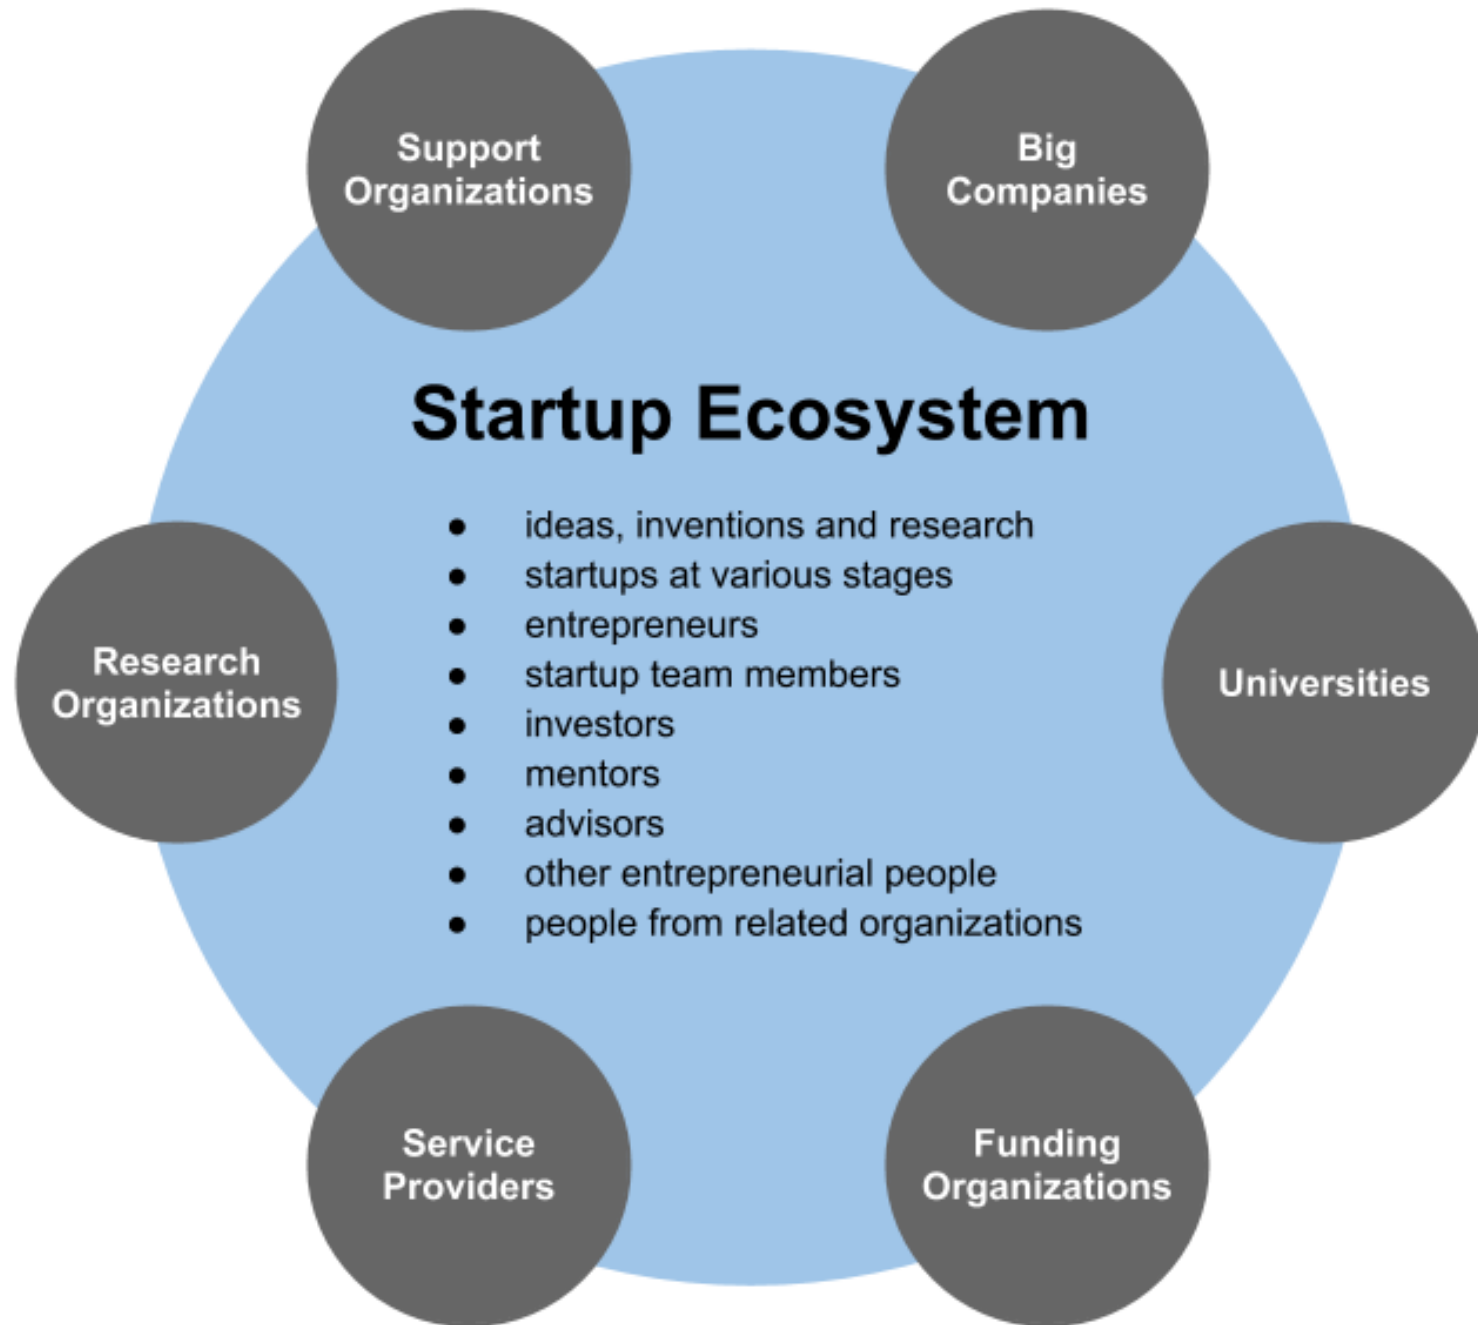 Support
Organizations
Big
Companies
Startup Ecosystem
● ideas, inventions and research
● startups at various stages
● entrepreneurs
● startup team members
● investors
● mentors
● advisors
● other entrepreneurial people
● people from related organizations
Research
Organizations
Universities
Service
Providers
Funding
Organizations